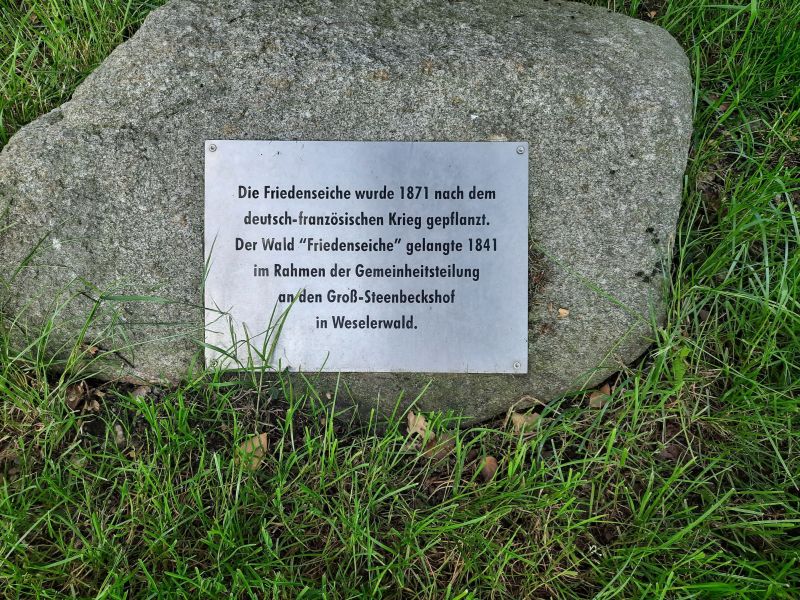 Die Friedenseiche wurde 1871 nach dem
deutsch-französischen Krieg gepflanzt.
Der Wald "Friedenseiche" gelangte 1841
im Rahmen der Gemeinheitsteilung
an den Groß-Steenbeckshof
in Weselerwald.